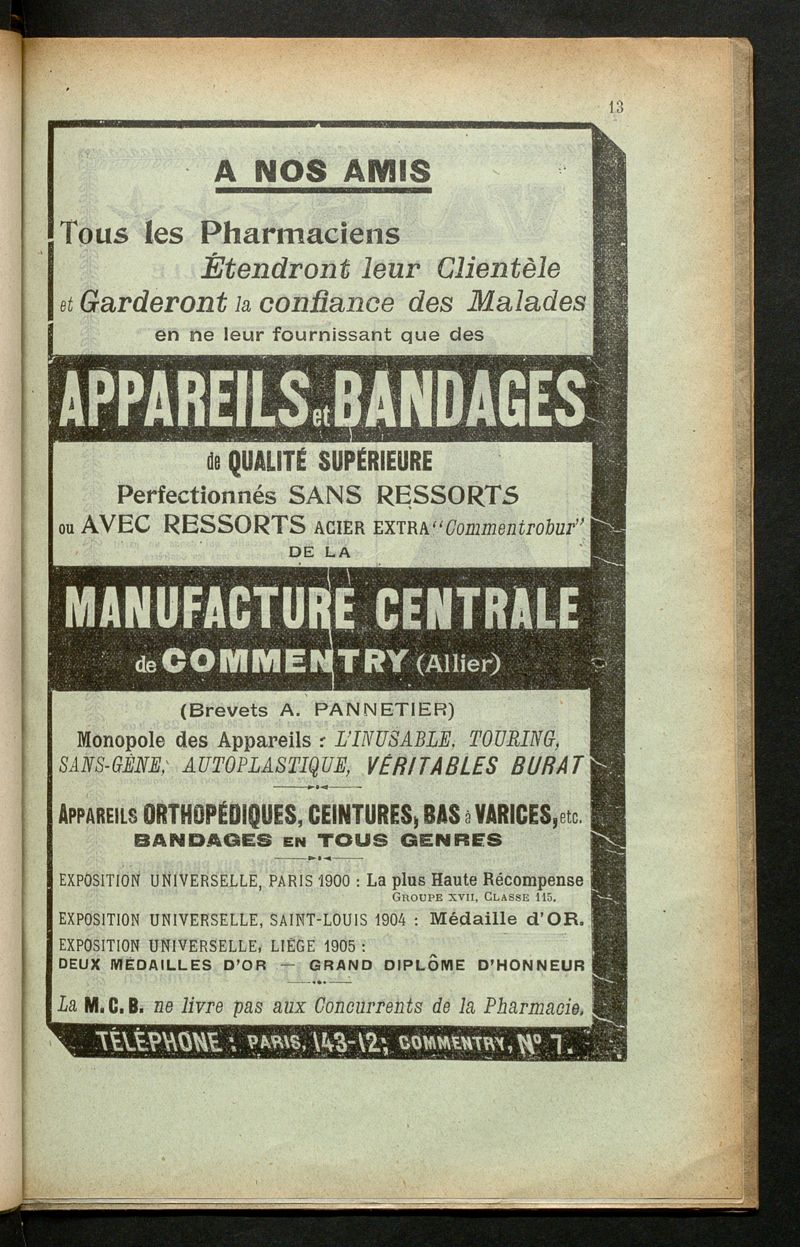 13
A NOS AMIS
Tous les Pharmaciens
Étendront leur Clientèle
et Garderont la confiance des Malades
en ne leur fournissant que des
APPAREILS et BANDAGES
de QUALITÉ SUPÉRIEURE
Perfectionnés SANS RESSORTS
ou AVEC RESSORTS ACIER EXTRA "Commentrobur"
DE LA
MANUFACTURE CENTRALE
de COMMENTRY (Allier)
(Brevets A. PANNETIER)
Monopole des Appareils : L'INUSABLE, TOURING,
SANS-GÊNE, AUTOPLASTIQUE, VÉRITABLES BURAT
APPAREILS ORTHOPÉDIQUES, CEINTURES, BAS à VARICES, etc.
BANDAGES EN TOUS GENRES
EXPOSITION UNIVERSELLE, PARIS 1900 : La plus Haute Récompense
GROUPE XVII, CLASSE 115.
EXPOSITION UNIVERSELLE, SAINT-LOUIS 1904 : Médaille d'OR.
EXPOSITION UNIVERSELLE, LIÉGE 1905 :
DEUX MÉDAILLES D'OR — GRAND DIPLÔME D'HONNEUR
La M.C.B. ne livre pas aux Concurrents de la Pharmacie.
TÉLÉPHONE : PARIS, 143-12; COMMENTRY, N° 7.